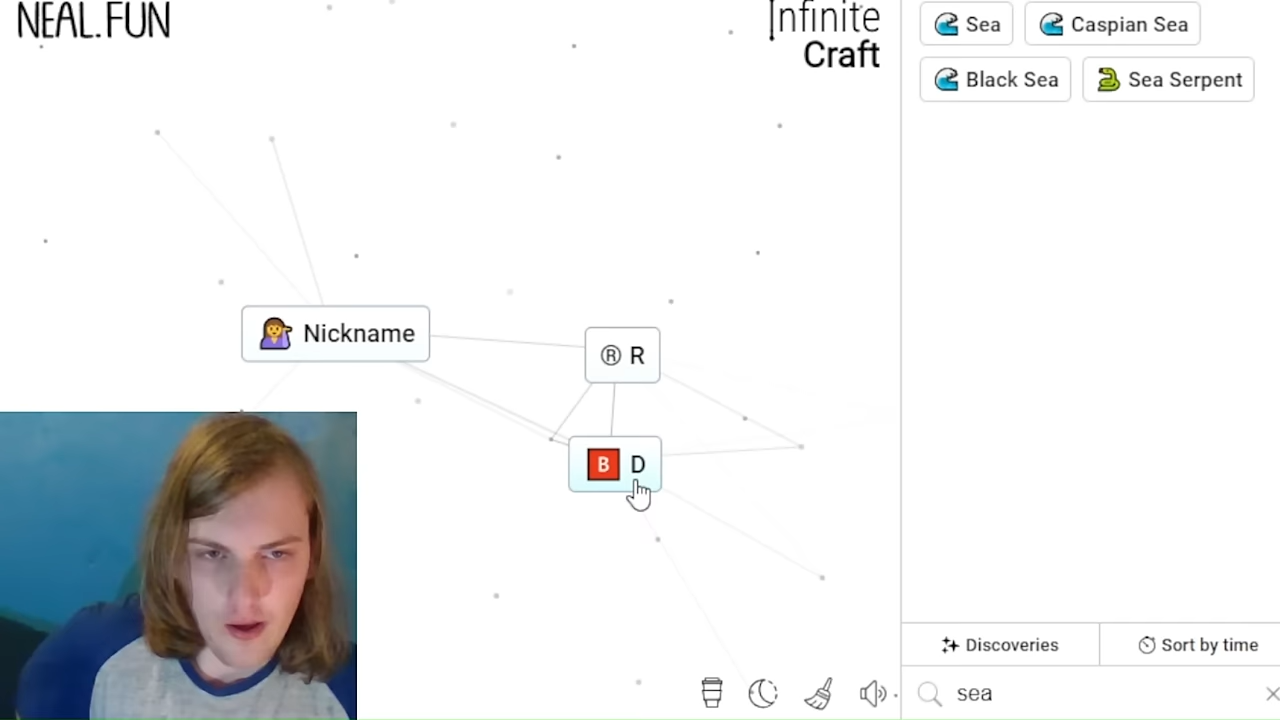 NEAL.FUN
Infinite
Craft
Sea
Caspian Sea
Black Sea
Sea Serpent
Nickname
® R
B D
Discoveries
Sort by time
sea